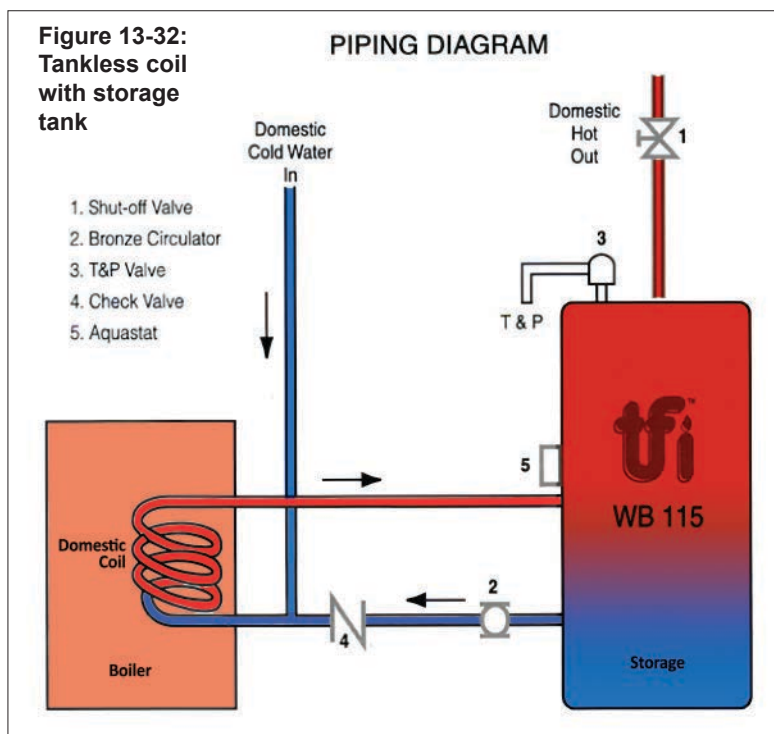 Figure 13-32:
Tankless coil
with storage
tank
PIPING DIAGRAM
Domestic
Cold Water
In
Domestic
Hot
Out
1
1. Shut-off Valve
2. Bronze Circulator
3. T&P Valve
4. Check Valve
5. Aquastat
3
T & P
5
tfi™
WB 115
Domestic
Coil
2
4
Boiler
Storage